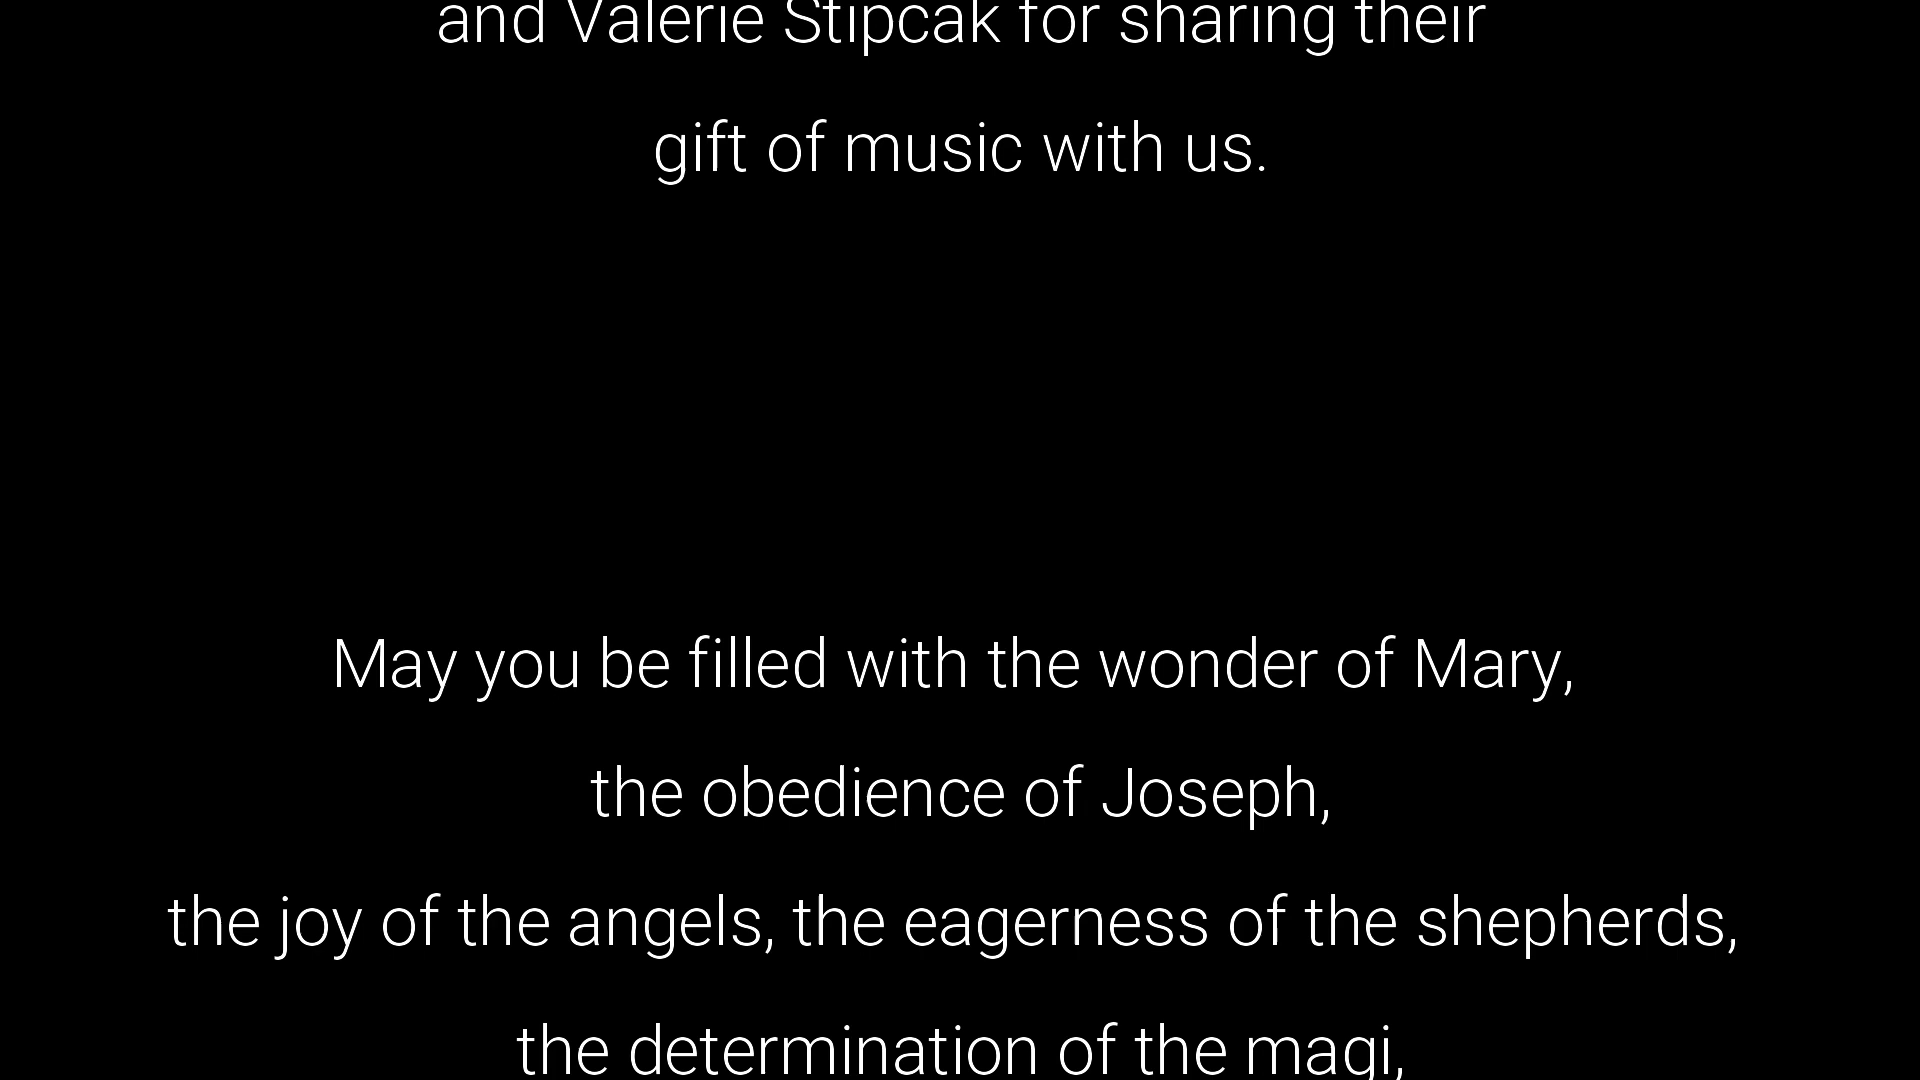 and Valerie Stipcak for sharing their
gift of music with us.
May you be filled with the wonder of Mary,
the obedience of Joseph,
the joy of the angels, the eagerness of the shepherds,
the determination of the magi,